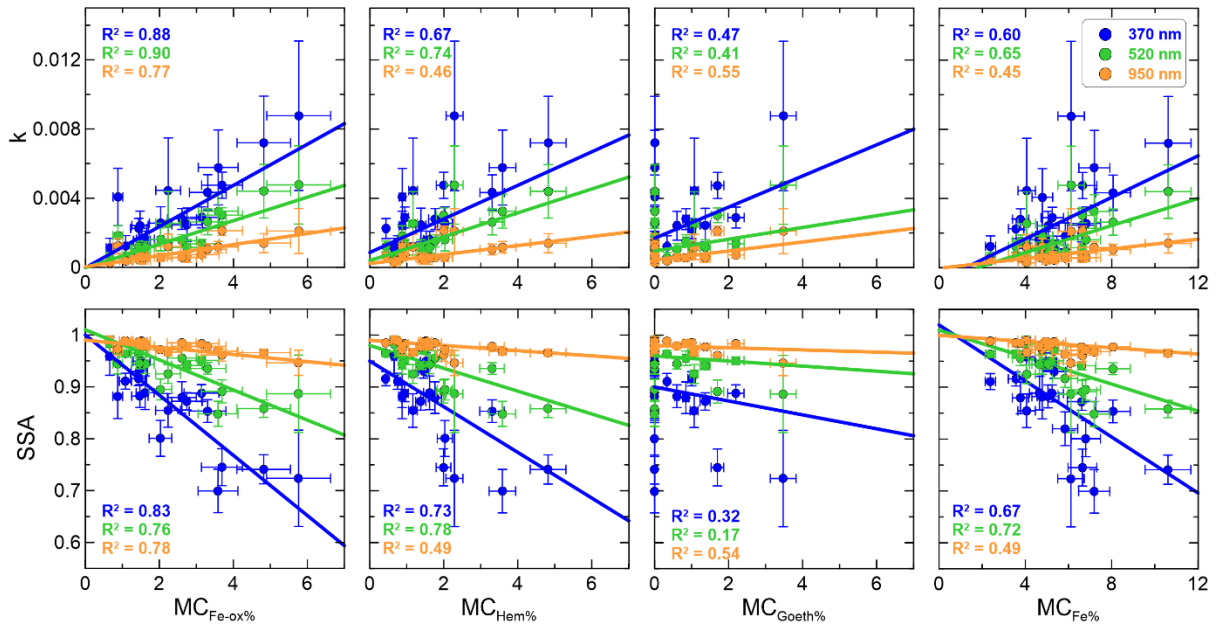 R² = 0.88
R² = 0.90
R² = 0.77
R² = 0.67
R² = 0.74
R² = 0.46
R² = 0.47
R² = 0.41
R² = 0.55
R² = 0.60
R² = 0.65
R² = 0.45
370 nm
520 nm
950 nm
0.012
0.008
0.004
0
k
1
0.9
0.8
0.7
0.6
SSA
R² = 0.83
R² = 0.76
R² = 0.78
R² = 0.73
R² = 0.78
R² = 0.49
R² = 0.32
R² = 0.17
R² = 0.54
R² = 0.67
R² = 0.72
R² = 0.49
0 2 4 6
0 2 4 6
0 2 4 6
0 4 8 12
MC_Fe-ox%
MC_Hem%
MC_Goeth%
MC_Fe%